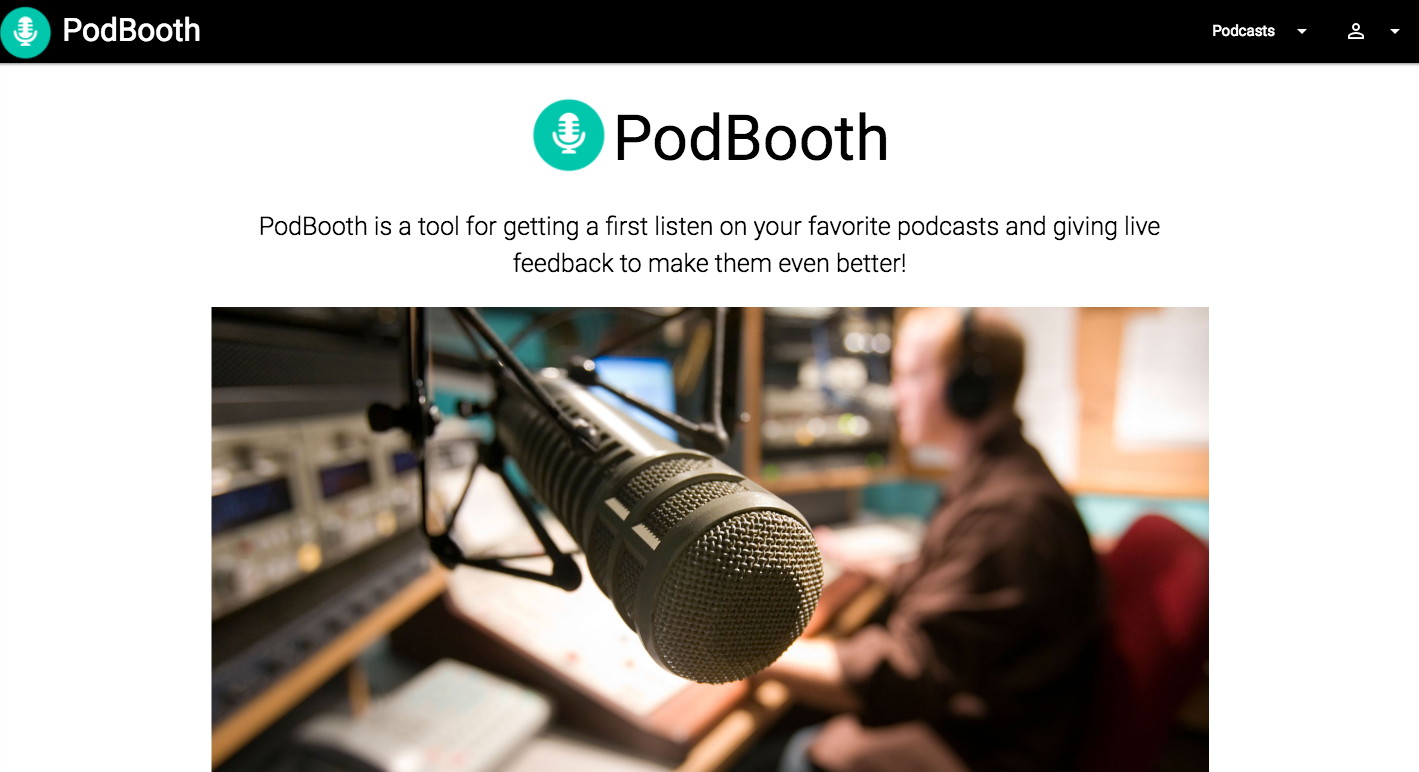 PodBooth
Podcasts
PodBooth
PodBooth is a tool for getting a first listen on your favorite podcasts and giving live
feedback to make them even better!